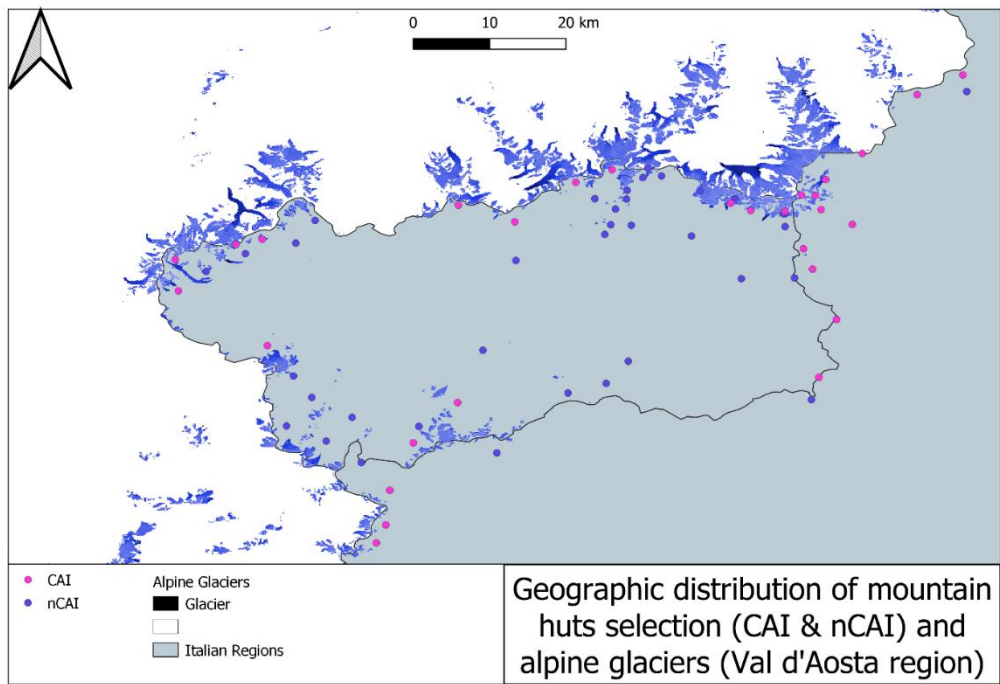 0 10 20 km
CAI
nCAI
Alpine Glaciers
Glacier
Italian Regions
Geographic distribution of mountain
huts selection (CAI & nCAI) and
alpine glaciers (Val d'Aosta region)